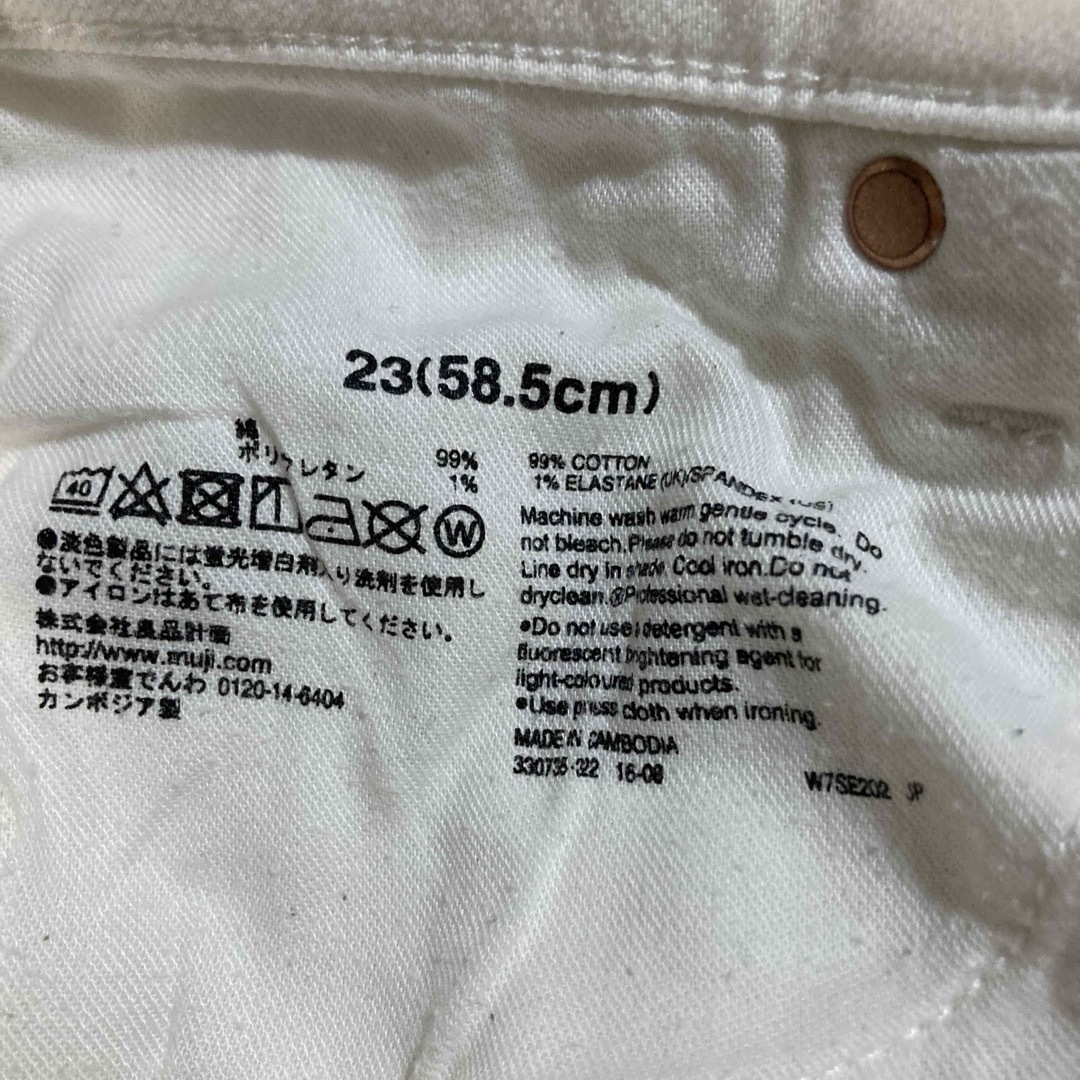 23(58.5cm)
綿 99%
ポリウレタン 1%
40
W
●淡色製品には蛍光増白剤入り洗剤を使用し
ないでください。
●アイロンはあて布を使用してください。
株式会社良品計画
http://www.muji.com
お客様室でんわ 0120-14-6404
カンボジア製
99% COTTON
1% ELASTANE (UK)/SPANDEX (US)
Machine wash warm gentle cycle. Do
not bleach. Please do not tumble dry.
Line dry in shade. Cool iron. Do not
dryclean. Ⓦ Professional wet-cleaning.
●Do not use detergent with a
fluorescent brightening agent for
light-coloured products.
●Use press cloth when ironing.
MADE IN CAMBODIA
16-08
W7SE202 JP